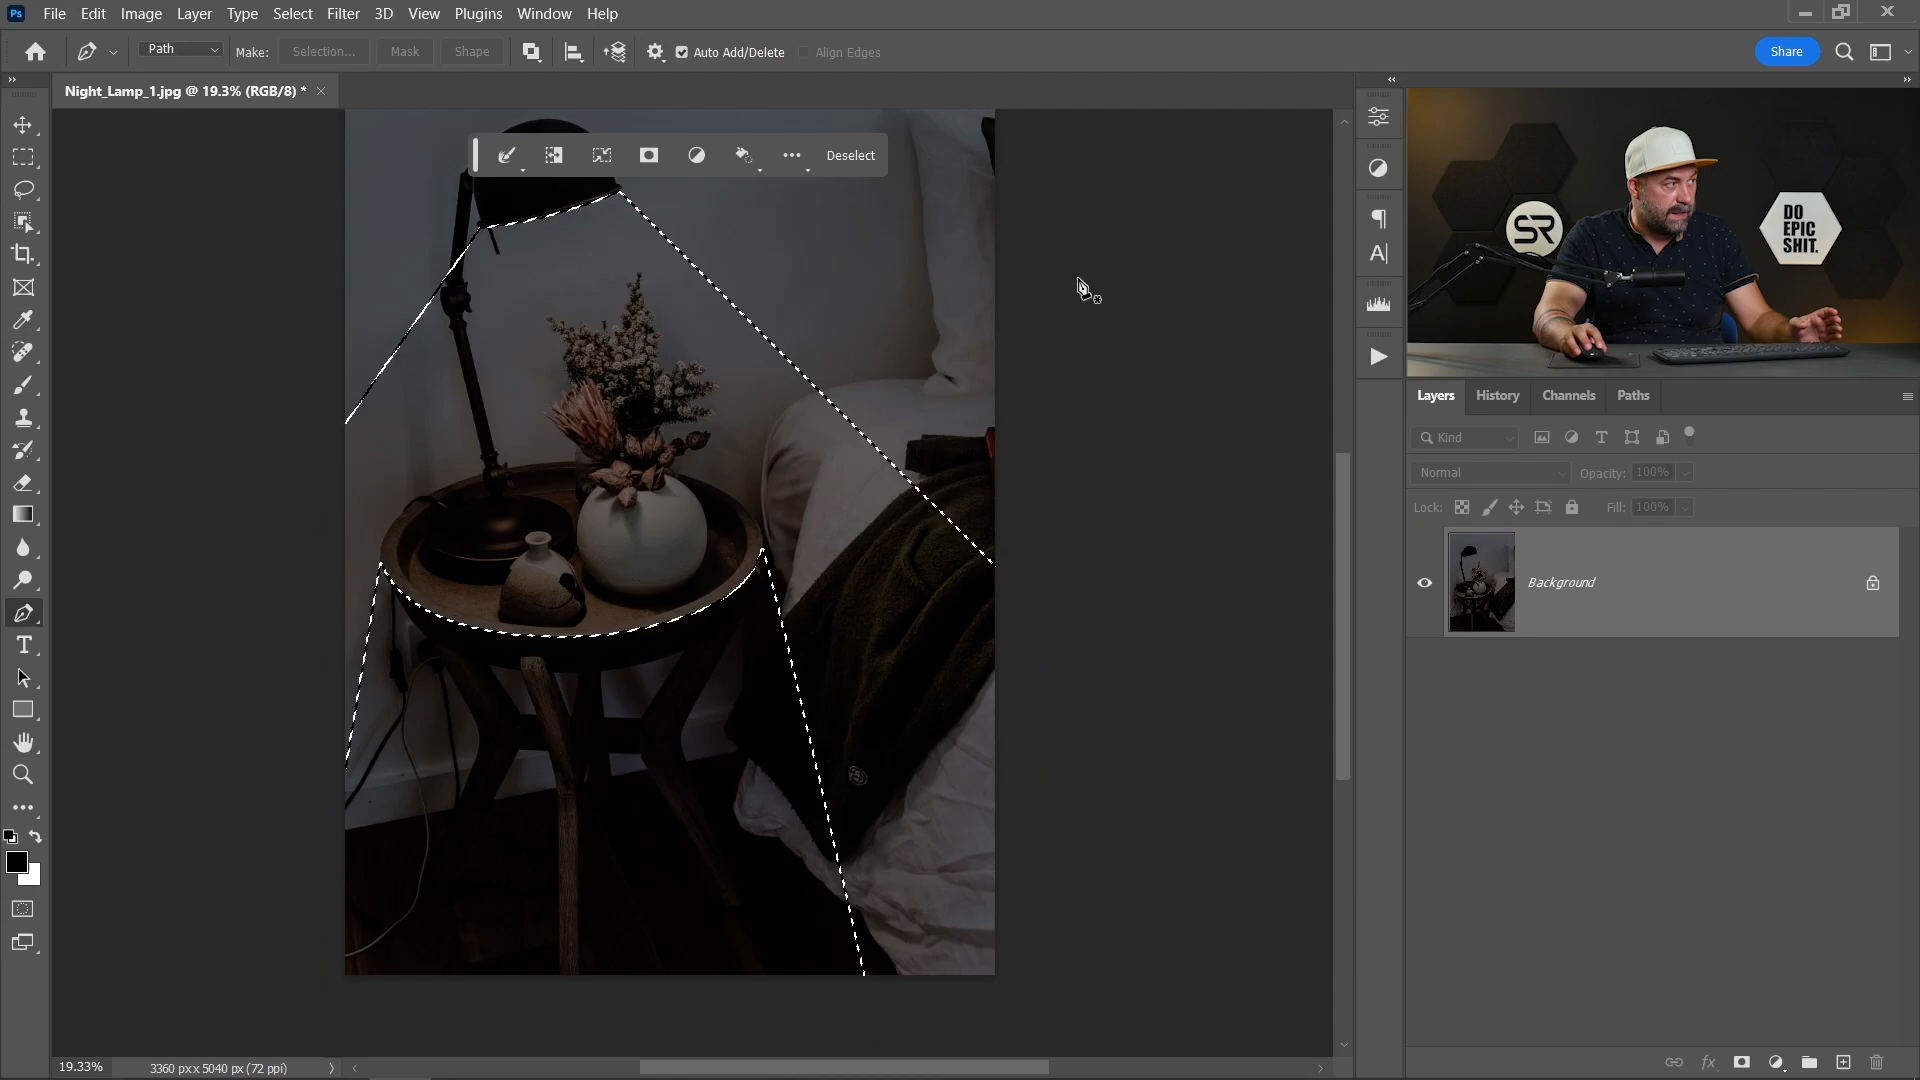 Ps File Edit Image Layer Type Select Filter 3D View Plugins Window Help
Path Make: Selection... Mask Shape Auto Add/Delete Align Edges Share
Night_Lamp_1.jpg @ 19.3% (RGB/8) *
Deselect
SR
DO
EPIC
SHIT.
Layers History Channels Paths
Kind
Normal Opacity: 100%
Lock: Fill: 100%
Background
19.33% 3360 px x 5040 px (72 ppi)
fx